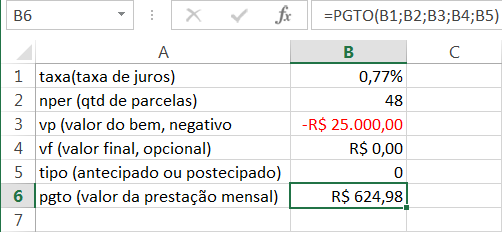 B6 fx =PGTO(B1;B2;B3;B4;B5)
A B C
1 taxa(taxa de juros) 0,77%
2 nper (qtd de parcelas) 48
3 vp (valor do bem, negativo -R$ 25.000,00
4 vf (valor final, opcional) R$ 0,00
5 tipo (antecipado ou postecipado) 0
6 pgto (valor da prestação mensal) R$ 624,98
7